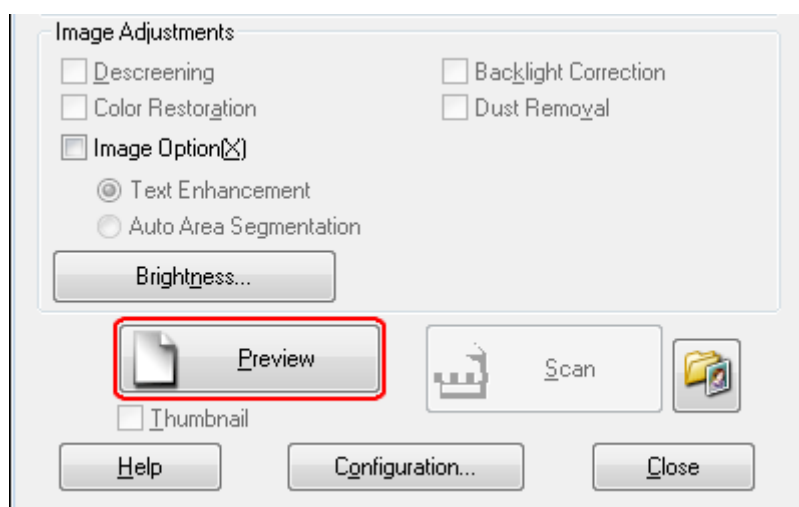 Image Adjustments
Descreening Backlight Correction
Color Restoration Dust Removal
Image Option(X)
Text Enhancement
Auto Area Segmentation
Brightness...
Preview Scan
Thumbnail
Help Configuration... Close